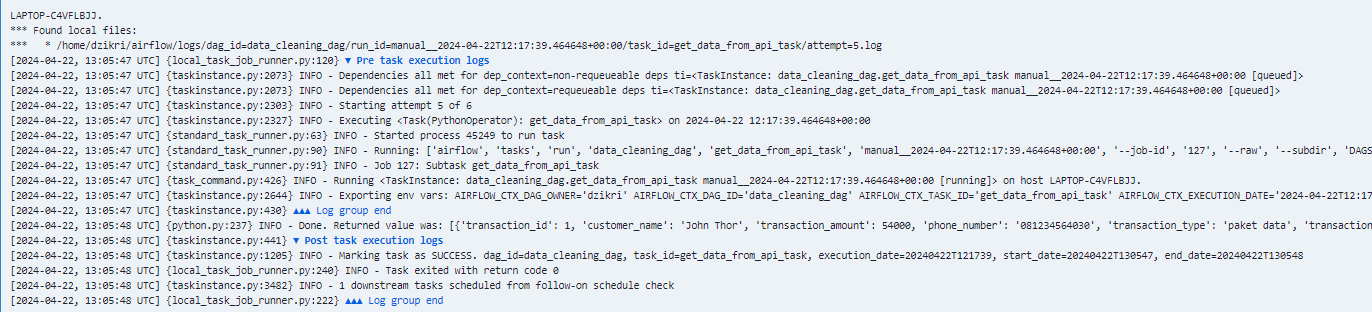 LAPTOP-C4VFLBJJ.
*** Found local files:
***   * /home/dzikri/airflow/logs/dag_id=data_cleaning_dag/run_id=manual__2024-04-22T12:17:39.464648+00:00/task_id=get_data_from_api_task/attempt=5.log
[2024-04-22, 13:05:47 UTC] {local_task_job_runner.py:120} ▼ Pre task execution logs
[2024-04-22, 13:05:47 UTC] {taskinstance.py:2073} INFO - Dependencies all met for dep_context=non-requeueable deps ti=<TaskInstance: data_cleaning_dag.get_data_from_api_task manual__2024-04-22T12:17:39.464648+00:00 [queued]>
[2024-04-22, 13:05:47 UTC] {taskinstance.py:2073} INFO - Dependencies all met for dep_context=requeueable deps ti=<TaskInstance: data_cleaning_dag.get_data_from_api_task manual__2024-04-22T12:17:39.464648+00:00 [queued]>
[2024-04-22, 13:05:47 UTC] {taskinstance.py:2303} INFO - Starting attempt 5 of 6
[2024-04-22, 13:05:47 UTC] {taskinstance.py:2327} INFO - Executing <Task(PythonOperator): get_data_from_api_task> on 2024-04-22 12:17:39.464648+00:00
[2024-04-22, 13:05:47 UTC] {standard_task_runner.py:63} INFO - Started process 45249 to run task
[2024-04-22, 13:05:47 UTC] {standard_task_runner.py:90} INFO - Running: ['airflow', 'tasks', 'run', 'data_cleaning_dag', 'get_data_from_api_task', 'manual__2024-04-22T12:17:39.464648+00:00', '--job-id', '127', '--raw', '--subdir', 'DAGS
[2024-04-22, 13:05:47 UTC] {standard_task_runner.py:91} INFO - Job 127: Subtask get_data_from_api_task
[2024-04-22, 13:05:47 UTC] {task_command.py:426} INFO - Running <TaskInstance: data_cleaning_dag.get_data_from_api_task manual__2024-04-22T12:17:39.464648+00:00 [running]> on host LAPTOP-C4VFLBJJ.
[2024-04-22, 13:05:47 UTC] {taskinstance.py:2644} INFO - Exporting env vars: AIRFLOW_CTX_DAG_OWNER='dzikri' AIRFLOW_CTX_DAG_ID='data_cleaning_dag' AIRFLOW_CTX_TASK_ID='get_data_from_api_task' AIRFLOW_CTX_EXECUTION_DATE='2024-04-22T12:17
[2024-04-22, 13:05:47 UTC] {taskinstance.py:430} ▲▲▲ Log group end
[2024-04-22, 13:05:48 UTC] {python.py:237} INFO - Done. Returned value was: [{'transaction_id': 1, 'customer_name': 'John Thor', 'transaction_amount': 54000, 'phone_number': '081234564030', 'transaction_type': 'paket data', 'transaction
[2024-04-22, 13:05:48 UTC] {taskinstance.py:441} ▼ Post task execution logs
[2024-04-22, 13:05:48 UTC] {taskinstance.py:1205} INFO - Marking task as SUCCESS. dag_id=data_cleaning_dag, task_id=get_data_from_api_task, execution_date=20240422T121739, start_date=20240422T130547, end_date=20240422T130548
[2024-04-22, 13:05:48 UTC] {local_task_job_runner.py:240} INFO - Task exited with return code 0
[2024-04-22, 13:05:48 UTC] {taskinstance.py:3482} INFO - 1 downstream tasks scheduled from follow-on schedule check
[2024-04-22, 13:05:48 UTC] {local_task_job_runner.py:222} ▲▲▲ Log group end